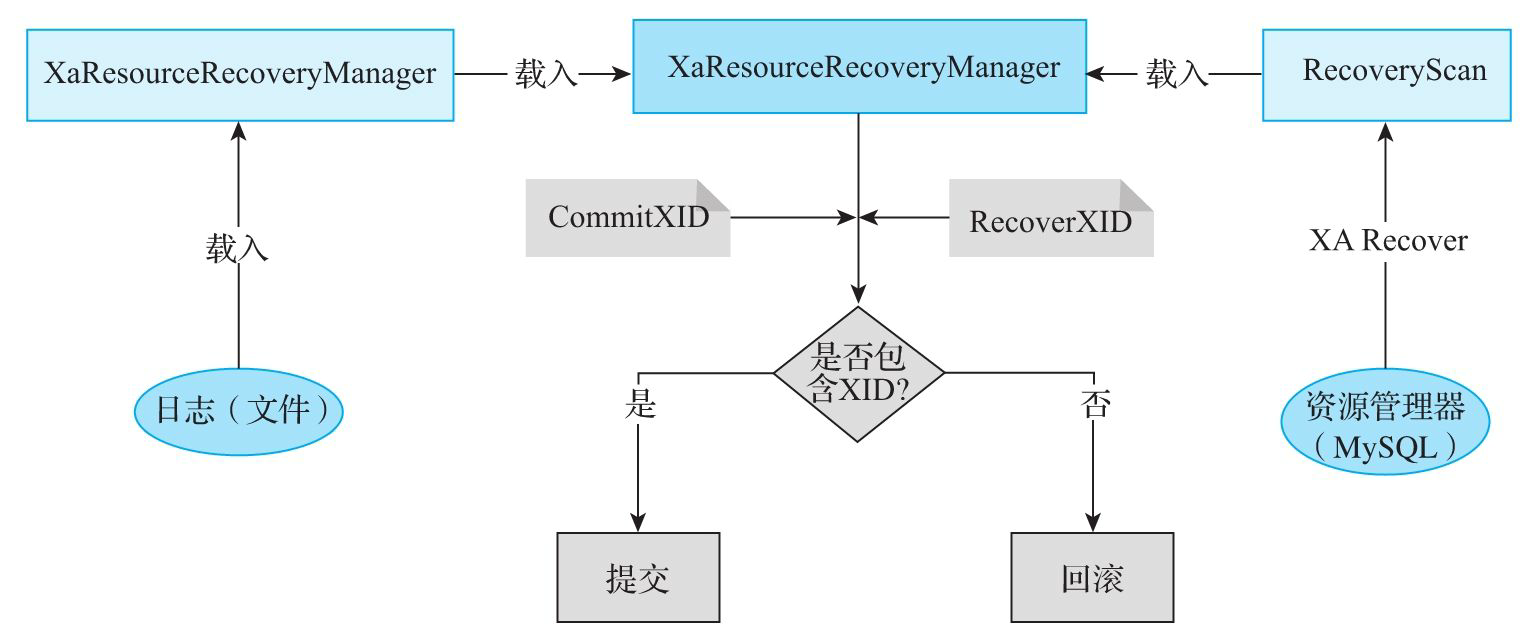 XaResourceRecoveryManager
载入
XaResourceRecoveryManager
载入
RecoveryScan
CommitXID
RecoverXID
载入
XA Recover
是否包
含XID?
是
否
日志（文件）
资源管理器
（MySQL）
提交
回滚